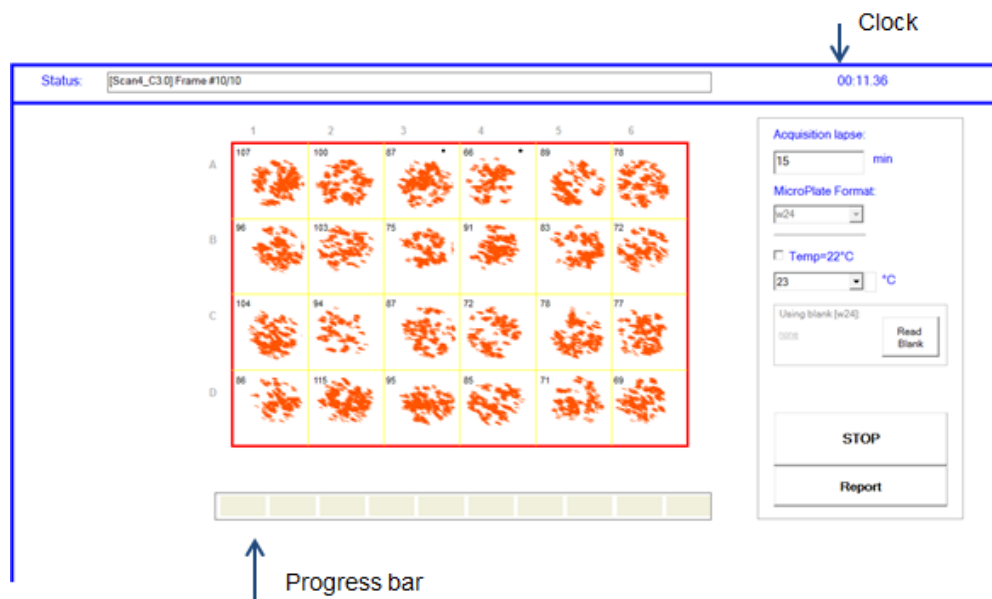 Clock
Status: [Scan4_C3.0] Frame #10/10 00:11.36
1 2 3 4 5 6
Acquisition lapse:
15 min
MicroPlate Format:
w24
Temp=22°C
23 °C
Using blank [w24]:
none
Read
Blank
A 107 100 87 66 89 78
B 96 103 75 91 83 72
C 104 94 87 72 78 77
D 86 115 95 85 71 69
STOP
Report
Progress bar